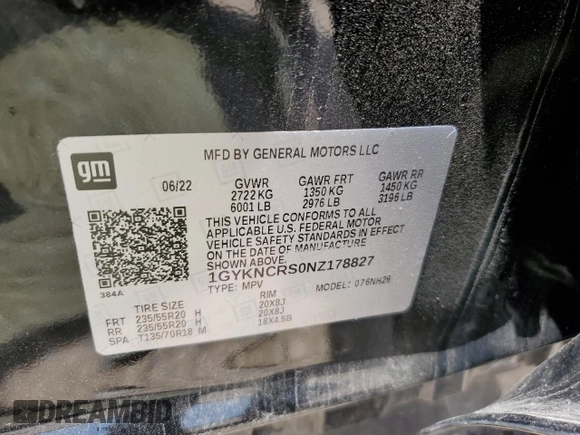 gm
MFD BY GENERAL MOTORS LLC
06/22 GVWR GAWR FRT GAWR RR
2722 KG 1350 KG 1450 KG
6001 LB 2976 LB 3196 LB
THIS VEHICLE CONFORMS TO ALL
APPLICABLE U.S. FEDERAL MOTOR
VEHICLE SAFETY STANDARDS IN EFFECT
ON THE DATE OF MANUFACTURE
SHOWN ABOVE.
1GYKNCRS0NZ178827
TYPE: MPV MODEL: 076NH26
384A
TIRE SIZE RIM
FRT 235/55R20 H 20X8J
RR 235/55R20 H 20X8J
SPA T135/70R18 M 18X4.5B
DREAMBID